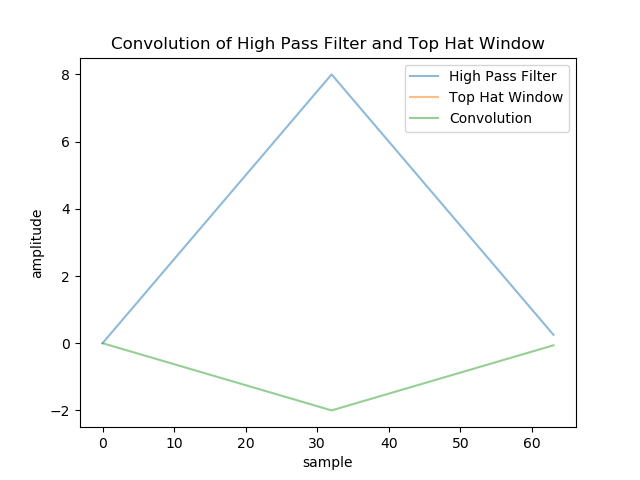 Convolution of High Pass Filter and Top Hat Window
High Pass Filter
Top Hat Window
Convolution
8
6
4
2
0
−2
amplitude
0 10 20 30 40 50 60
sample